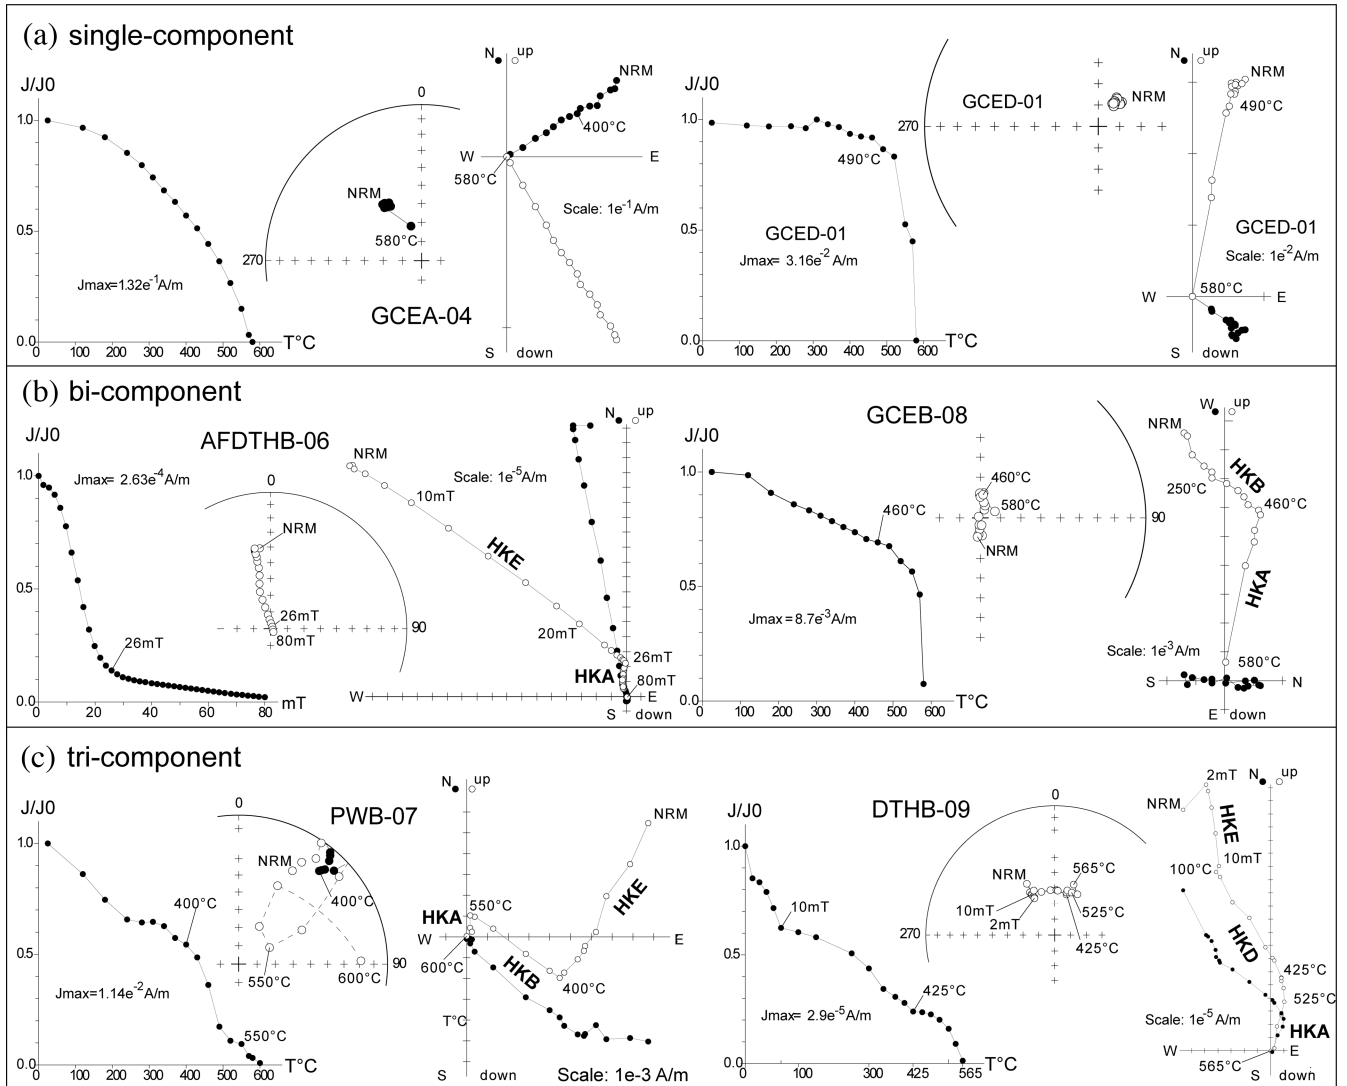 (a) single-component
J/J0
1.0
0.5
0.0
0 100 200 300 400 500 600 T°C
Jmax=1.32e-1A/m
0
NRM
580°C
270
GCEA-04
N up
NRM
400°C
W E
580°C
Scale: 1e-1A/m
S down
J/J0
1.0
0.5
0.0
490°C
GCED-01
Jmax= 3.16e-2A/m
0 100 200 300 400 500 600 T°C
GCED-01
NRM
270
N up
NRM
490°C
GCED-01
Scale: 1e2A/m
580°C
W E
S down
(b) bi-component
J/J0
1.0
0.5
0.0
AFDTHB-06
Jmax= 2.63e-4A/m
26mT
0 20 40 60 80 mT
0
NRM
90
26mT
80mT
N up
NRM
Scale: 1e-5A/m
10mT
HKE
20mT
26mT
HKA
80mT
W E
S down
J/J0
1.0
0.5
0.0
GCEB-08
460°C
Jmax =8.7e-3A/m
0 100 200 300 400 500 600 T°C
460°C
580°C
NRM
90
W up
NRM
HKB
250°C
460°C
HKA
Scale: 1e-3A/m
580°C
S N
E down
(c) tri-component
J/J0
1.0
0.5
0.0
PWB-07
400°C
Jmax=1.14e-2A/m
550°C
0 100 200 300 400 500 600 T°C
0
NRM
400°C
90
550°C
600°C
N up
NRM
HKE
HKA
550°C
W E
600°C
HKB
400°C
T°C
S down
Scale: 1e-3 A/m
J/J0
1.0
0.5
0.0
DTHB-09
10mT
425°C
Jmax= 2.9e-5A/m
0 100 300 425 565 T°C
0
NRM
565°C
10mT
2mT
525°C
425°C
270
2mT
N up
NRM
HKE
10mT
100°C
HKD
425°C
525°C
Scale: 1e-5A/m
HKA
W E
565°C
S down